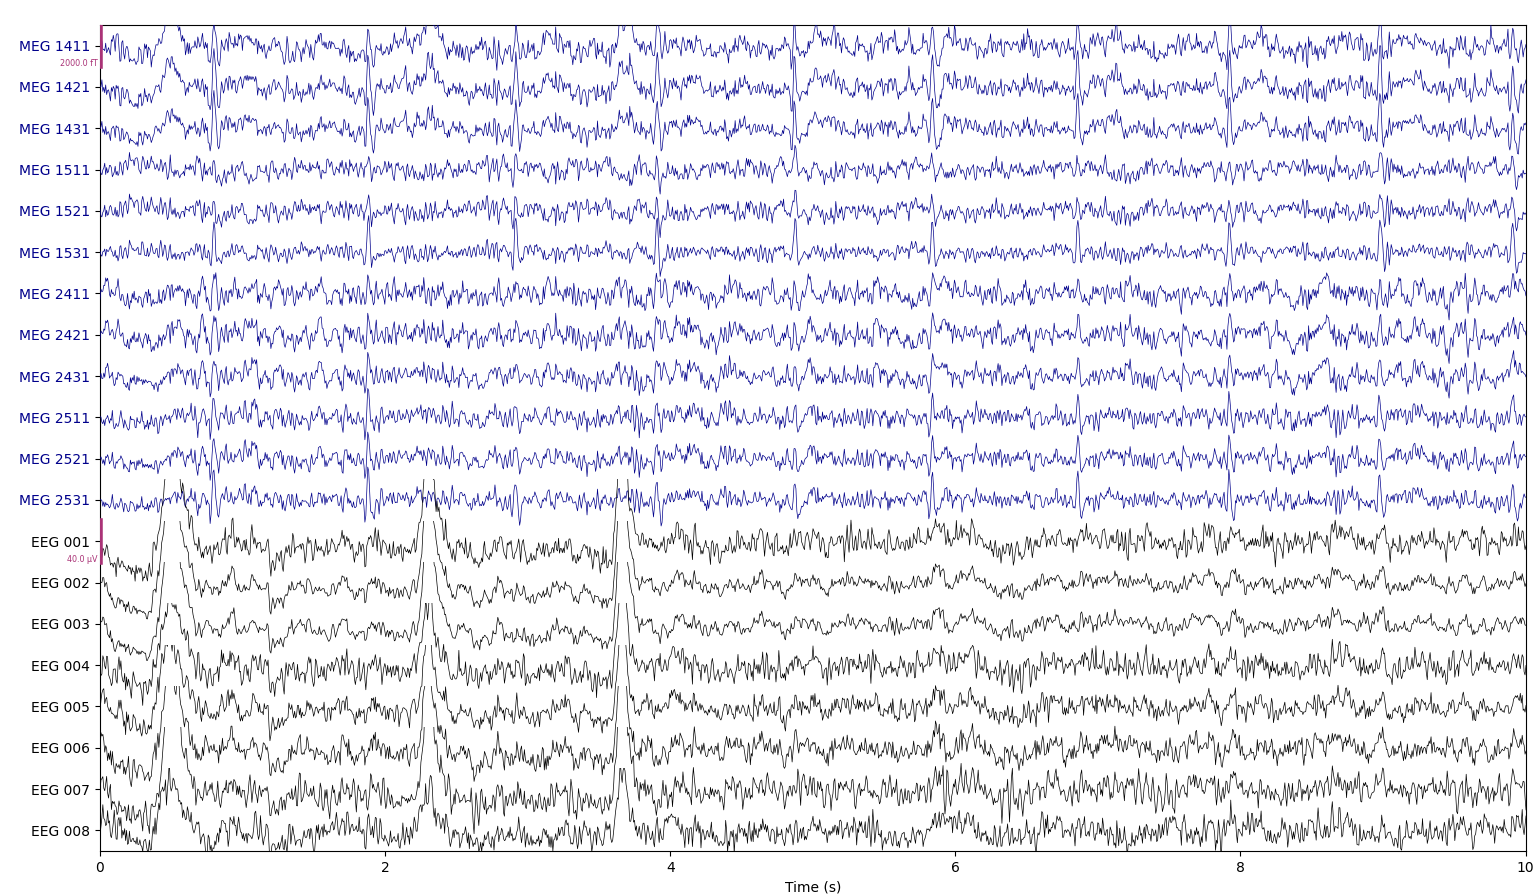 MEG 1411
2000.0 fT
MEG 1421
MEG 1431
MEG 1511
MEG 1521
MEG 1531
MEG 2411
MEG 2421
MEG 2431
MEG 2511
MEG 2521
MEG 2531
EEG 001
40.0 µV
EEG 002
EEG 003
EEG 004
EEG 005
EEG 006
EEG 007
EEG 008
0 2 4 6 8 10
Time (s)